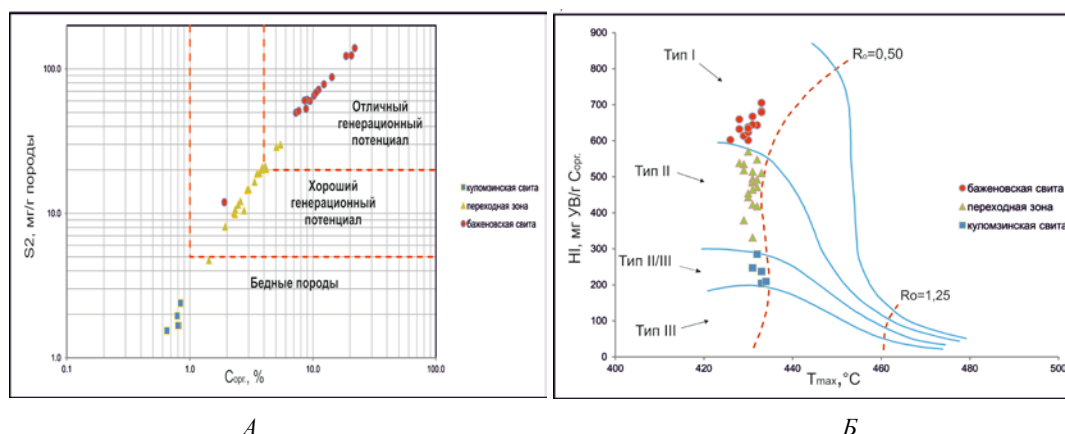 S2, мг/г породы
100.0
10.0
1.0
0.1
1.0
10.0
100.0
Cорг., %
Отличный
генерационный
потенциал
Хороший
генерационный
потенциал
Бедные породы
куломзинская свита
переходная зона
баженовская свита
А
HI, мг УВ/г Cорг.
900
800
700
600
500
400
300
200
100
0
400
420
440
460
480
500
Tmax,°C
Тип I
Тип II
Тип II/III
Тип III
Ro=0,50
Ro=1,25
баженовская свита
переходная зона
куломзинская свита
Б